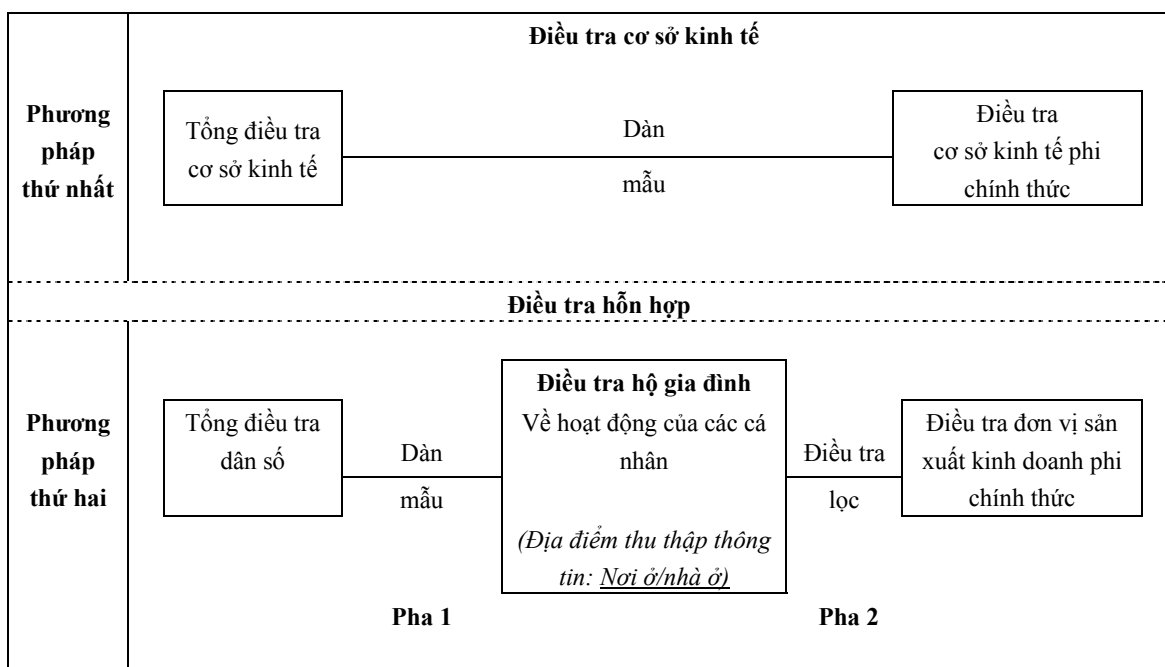 Điều tra cơ sở kinh tế
Phương
pháp
thứ nhất
Tổng điều tra
cơ sở kinh tế
Dàn
mẫu
Điều tra
cơ sở kinh tế phi
chính thức
Điều tra hỗn hợp
Phương
pháp
thứ hai
Tổng điều tra
dân số
Dàn
mẫu
Điều tra hộ gia đình
Về hoạt động của các cá
nhân
(Địa điểm thu thập thông
tin: Nơi ở/nhà ở)
Điều tra
lọc
Điều tra đơn vị sản
xuất kinh doanh phi
chính thức
Pha 1
Pha 2